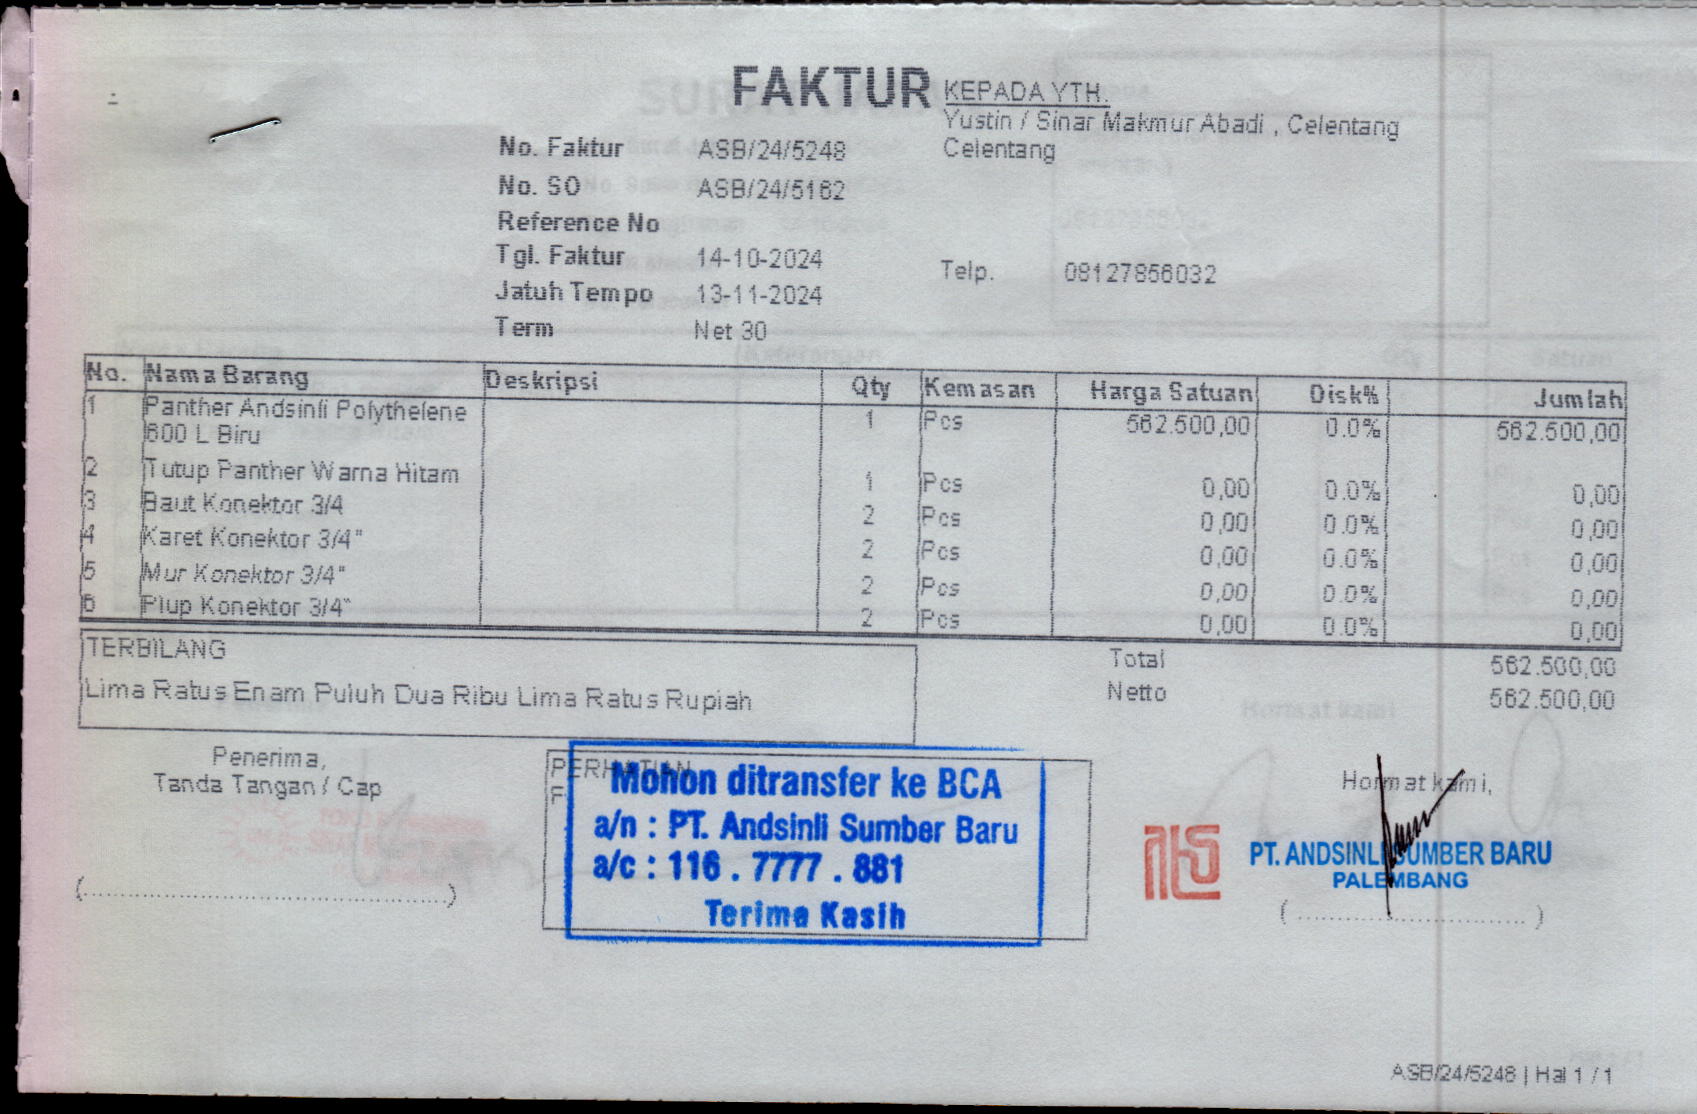 FAKTUR
KEPADA YTH.
Yustin / Sinar Makmur Abadi , Celentang
Celentang
No. Faktur ASB/24/5248
No. SO ASB/24/5162
Reference No
Tgl. Faktur 14-10-2024
Telp. 08127856032
Jatuh Tempo 13-11-2024
Term Net 30
No. Nama Barang Deskripsi Qty Kemasan Harga Satuan Disk% Jumlah
1 Panther Andsinli Polythelene 1 Pcs 562.500,00 0.0% 562.500,00
600 L Biru
2 Tutup Panther Warna Hitam 1 Pcs 0,00 0.0% 0,00
3 Baut Konektor 3/4 2 Pcs 0,00 0.0% 0,00
4 Karet Konektor 3/4" 2 Pcs 0,00 0.0% 0,00
5 Mur Konektor 3/4" 2 Pcs 0,00 0.0% 0,00
6 Plup Konektor 3/4" 2 Pcs 0,00 0.0% 0,00
TERBILANG
Lima Ratus Enam Puluh Dua Ribu Lima Ratus Rupiah
Total 562.500,00
Netto 562.500,00
Penerima,
Tanda Tangan / Cap
PERHATIAN
Mohon ditransfer ke BCA
a/n : PT. Andsinli Sumber Baru
a/c : 116 . 7777 . 881
Terima Kasih
Hormat kami,
PT. ANDSINLI SUMBER BARU
PALEMBANG
ASB/24/5248 | Hal 1 / 1